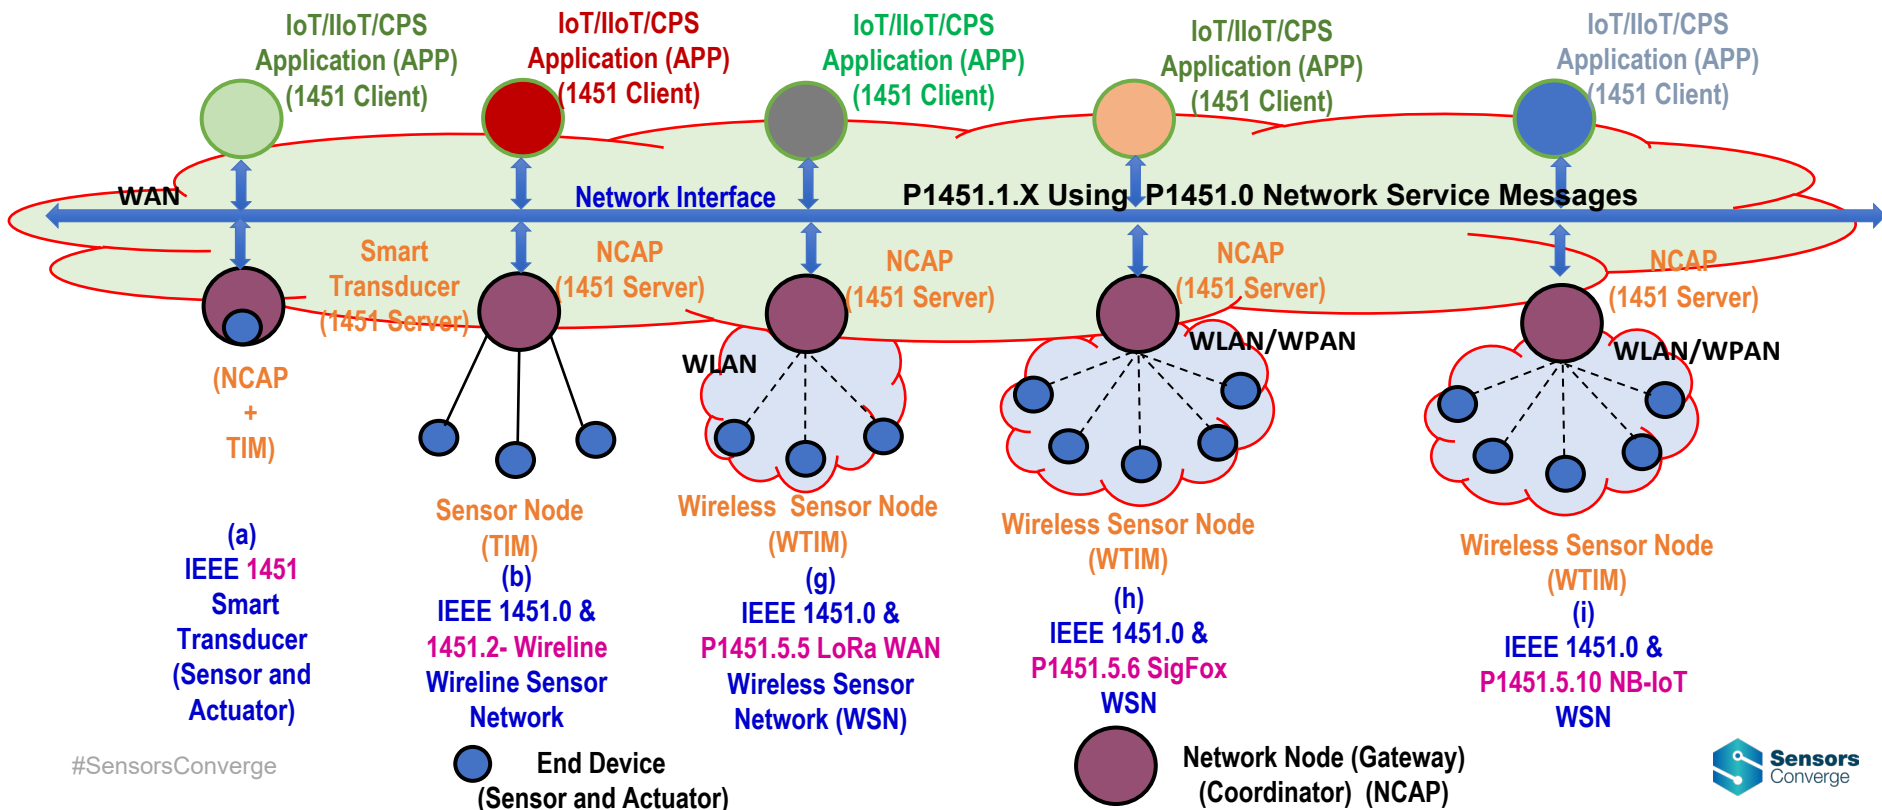 IoT/IIoT/CPS
Application (APP)
(1451 Client)
IoT/IIoT/CPS
Application (APP)
(1451 Client)
IoT/IIoT/CPS
Application (APP)
(1451 Client)
IoT/IIoT/CPS
Application (APP)
(1451 Client)
IoT/IIoT/CPS
Application (APP)
(1451 Client)
WAN
Network Interface
P1451.1.X Using P1451.0 Network Service Messages
Smart
Transducer
(1451 Server)
NCAP
(1451 Server)
NCAP
(1451 Server)
NCAP
(1451 Server)
NCAP
(1451 Server)
WLAN
WLAN/WPAN
WLAN/WPAN
(NCAP
+
TIM)
Sensor Node
(TIM)
Wireless Sensor Node
(WTIM)
Wireless Sensor Node
(WTIM)
Wireless Sensor Node
(WTIM)
(a)
IEEE 1451
Smart
Transducer
(Sensor and
Actuator)
(b)
IEEE 1451.0 &
1451.2- Wireline
Wireline Sensor
Network
(g)
IEEE 1451.0 &
P1451.5.5 LoRa WAN
Wireless Sensor
Network (WSN)
(h)
IEEE 1451.0 &
P1451.5.6 SigFox
WSN
(i)
IEEE 1451.0 &
P1451.5.10 NB-IoT
WSN
#SensorsConverge
End Device
(Sensor and Actuator)
Network Node (Gateway)
(Coordinator) (NCAP)
Sensors
Converge